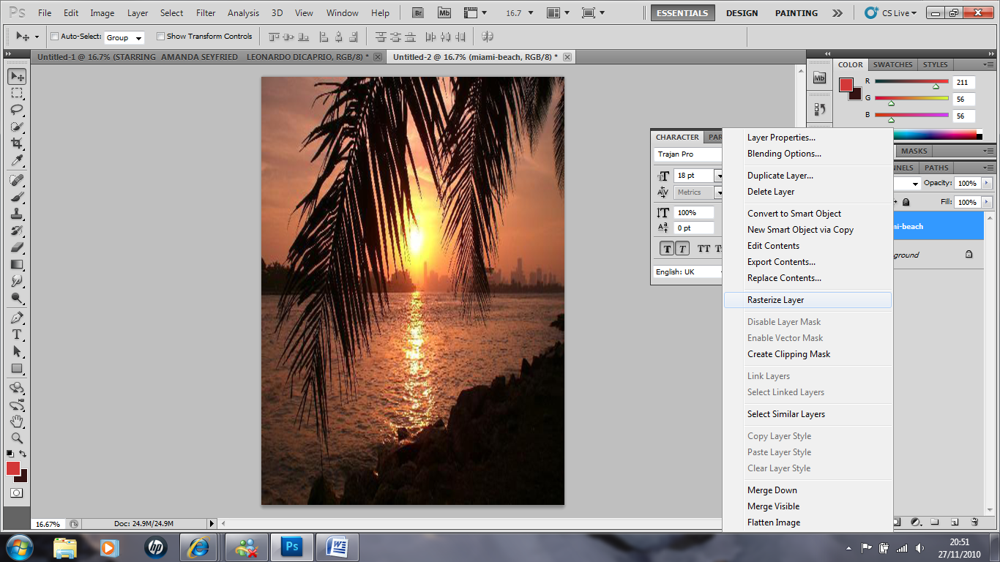 Ps File Edit Image Layer Select Filter Analysis 3D View Window Help Br Mb 16.7 ESSENTIALS DESIGN PAINTING CS Live
Auto-Select: Group Show Transform Controls
Untitled-1 @ 16.7% (STARRING AMANDA SEYFRIED LEONARDO DICAPRIO, RGB/8) * Untitled-2 @ 16.7% (miami-beach, RGB/8) *
COLOR SWATCHES STYLES
Mb
R 211
G 56
B 56
CHARACTER PAR
Trajan Pro
18 pt
Metrics
100%
0 pt
T T TT T
English: UK
Layer Properties...
Blending Options...
Duplicate Layer...
Delete Layer
Convert to Smart Object
New Smart Object via Copy
Edit Contents
Export Contents...
Replace Contents...
Rasterize Layer
Disable Layer Mask
Enable Vector Mask
Create Clipping Mask
Link Layers
Select Linked Layers
Select Similar Layers
Copy Layer Style
Paste Layer Style
Clear Layer Style
Merge Down
Merge Visible
Flatten Image
MASKS
NNELS PATHS
Opacity: 100%
Fill: 100%
mi-beach
ground
16.67% Doc: 24.9M/24.9M
hp Ps W
20:51
27/11/2010